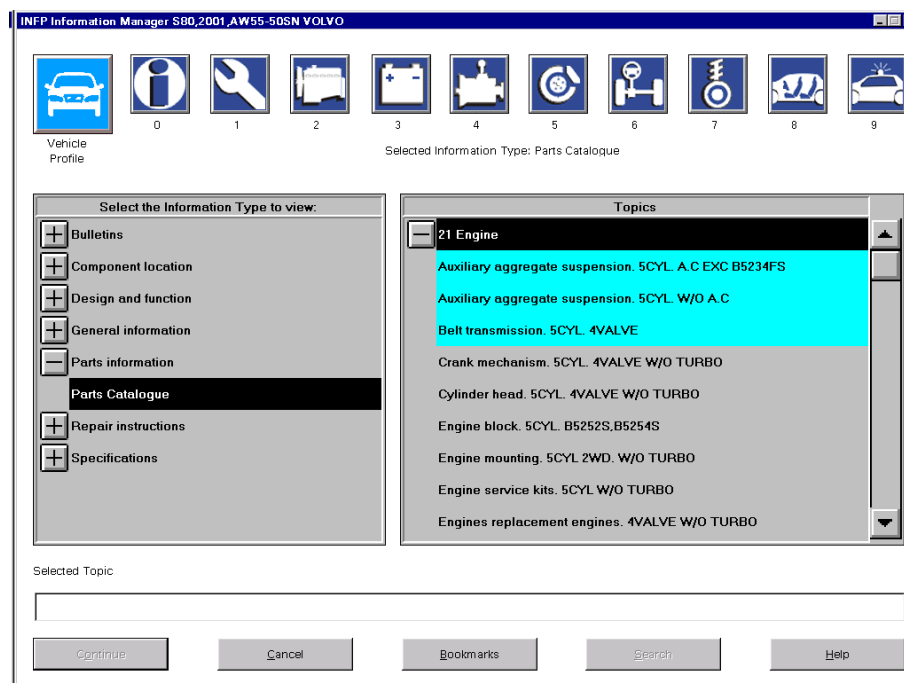 INFP Information Manager S80,2001,AW55-50SN VOLVO
0 1 2 3 4 5 6 7 8 9
Vehicle
Profile
Selected Information Type: Parts Catalogue
Select the Information Type to view:
Bulletins
Component location
Design and function
General information
Parts information
Parts Catalogue
Repair instructions
Specifications
Topics
21 Engine
Auxiliary aggregate suspension. 5CYL. A.C EXC B5234FS
Auxiliary aggregate suspension. 5CYL. W/O A.C
Belt transmission. 5CYL. 4VALVE
Crank mechanism. 5CYL. 4VALVE W/O TURBO
Cylinder head. 5CYL. 4VALVE W/O TURBO
Engine block. 5CYL. B5252S,B5254S
Engine mounting. 5CYL 2WD. W/O TURBO
Engine service kits. 5CYL W/O TURBO
Engines replacement engines. 4VALVE W/O TURBO
Selected Topic
Continue Cancel Bookmarks Search Help